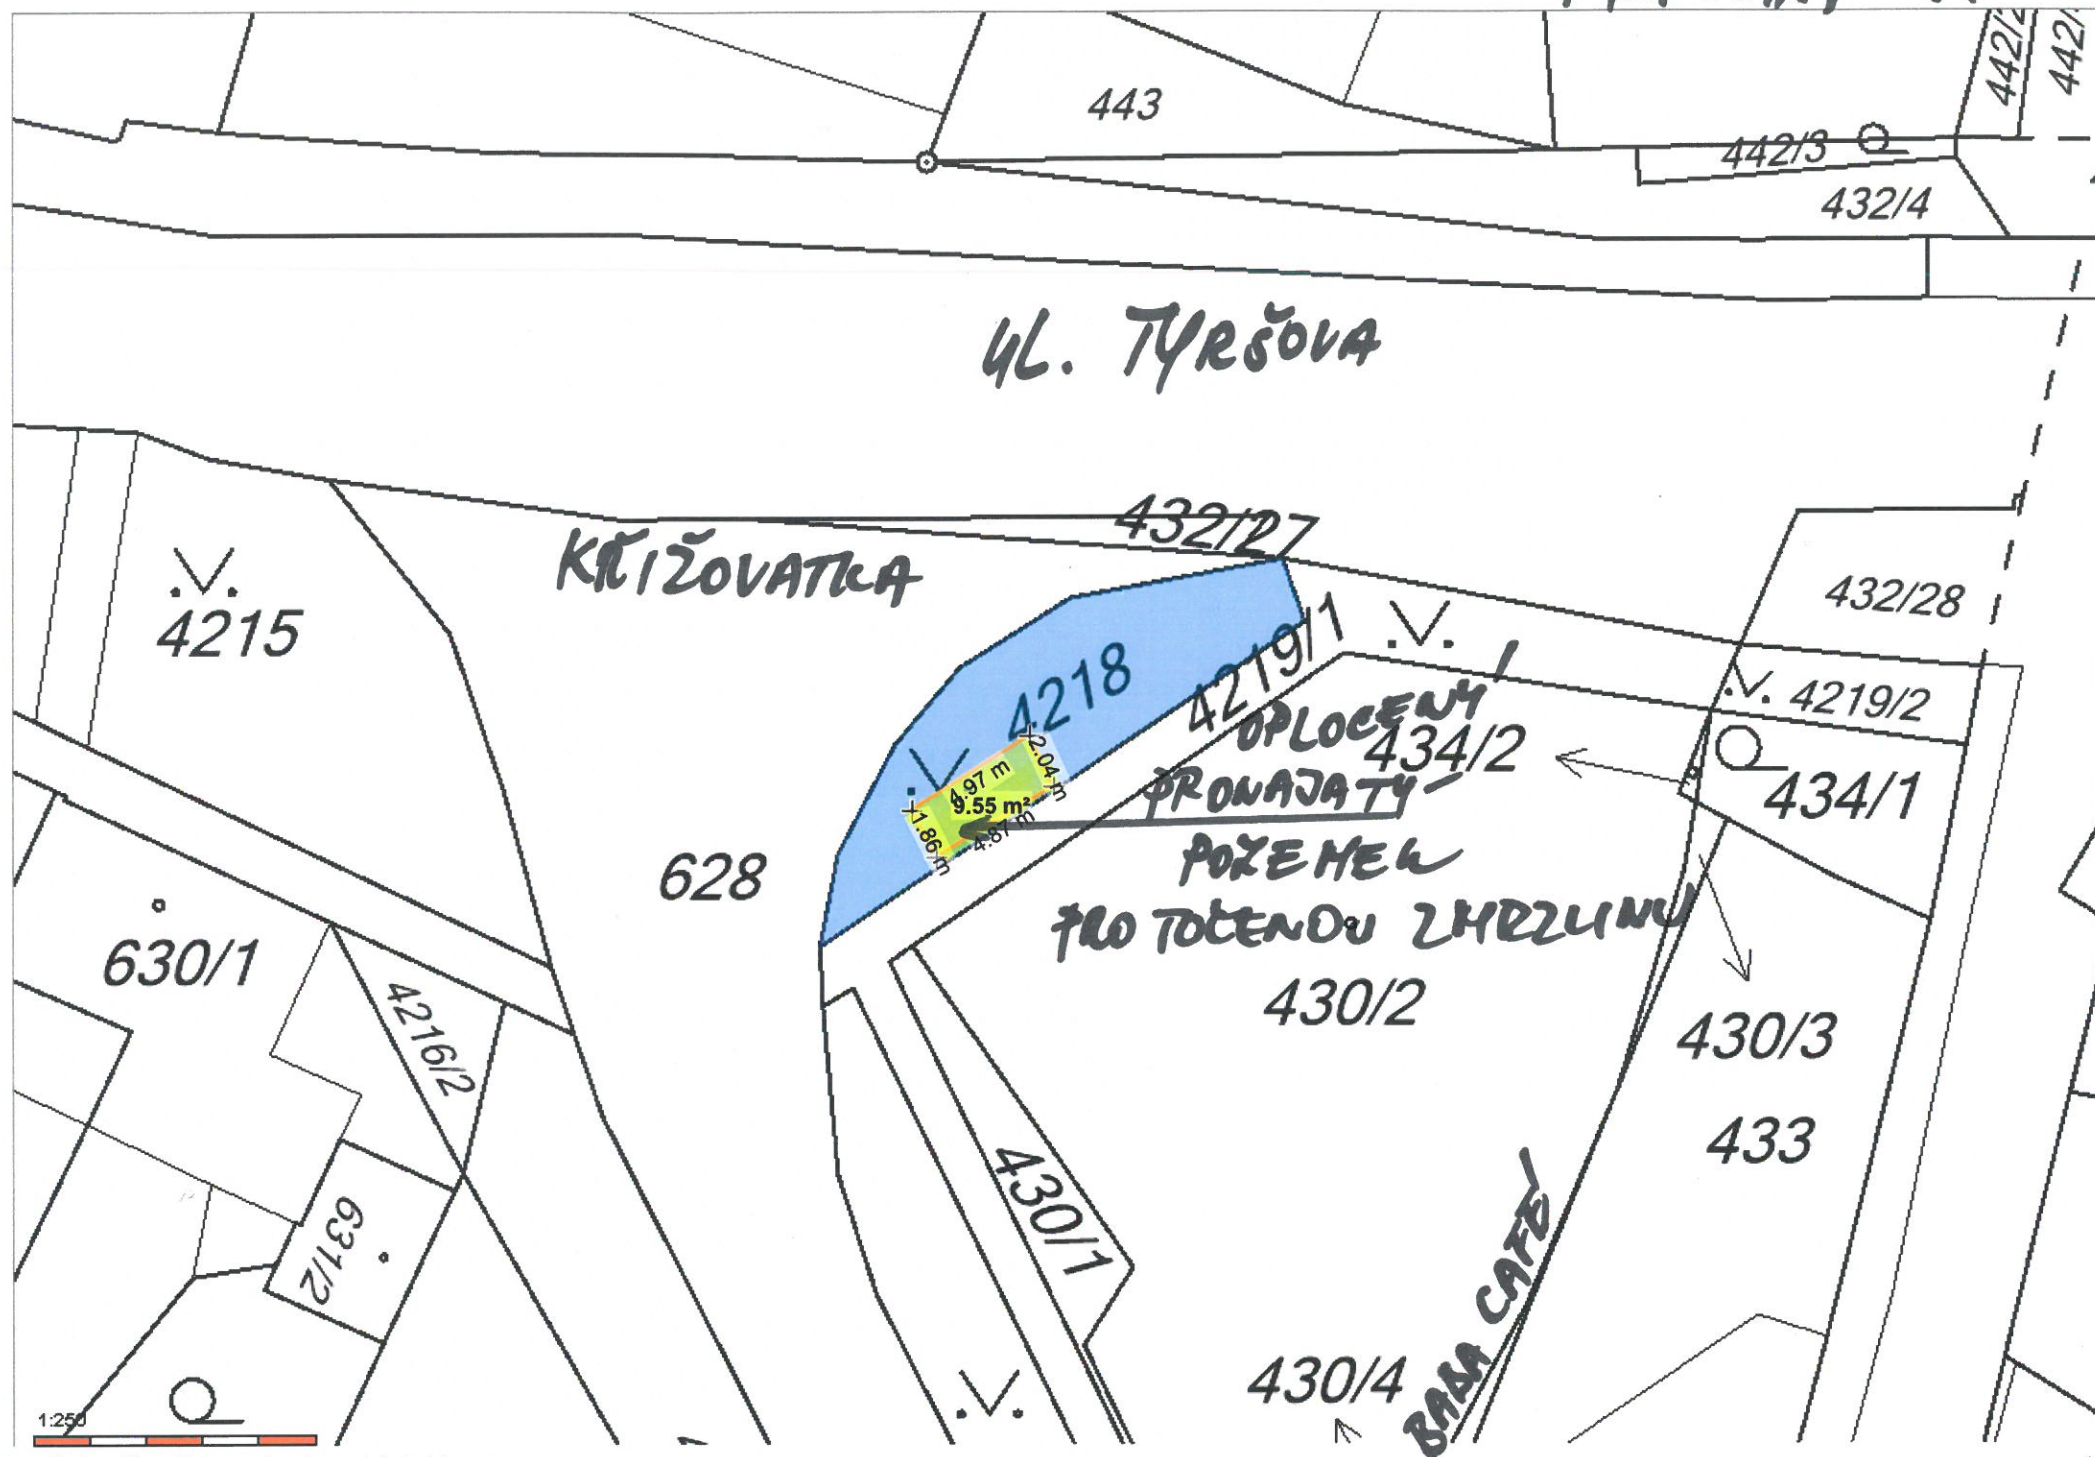 442/2
443
442/3
432/4
UL. TYRŠOVA
432/27
KŘIŽOVATKA
4215
432/28
4218
4219/1
4219/2
OPLOCENÝ
434/2
434/1
PRONAJATÝ
4.97 m
2.04 m
9.55 m²
1.86 m
4.87 m
POZEMEK
628
PRO TOČENOU ZMRZLINU
630/1
4216/2
430/2
430/3
433
430/1
631/2
430/4
BABA CAFÉ
1:250